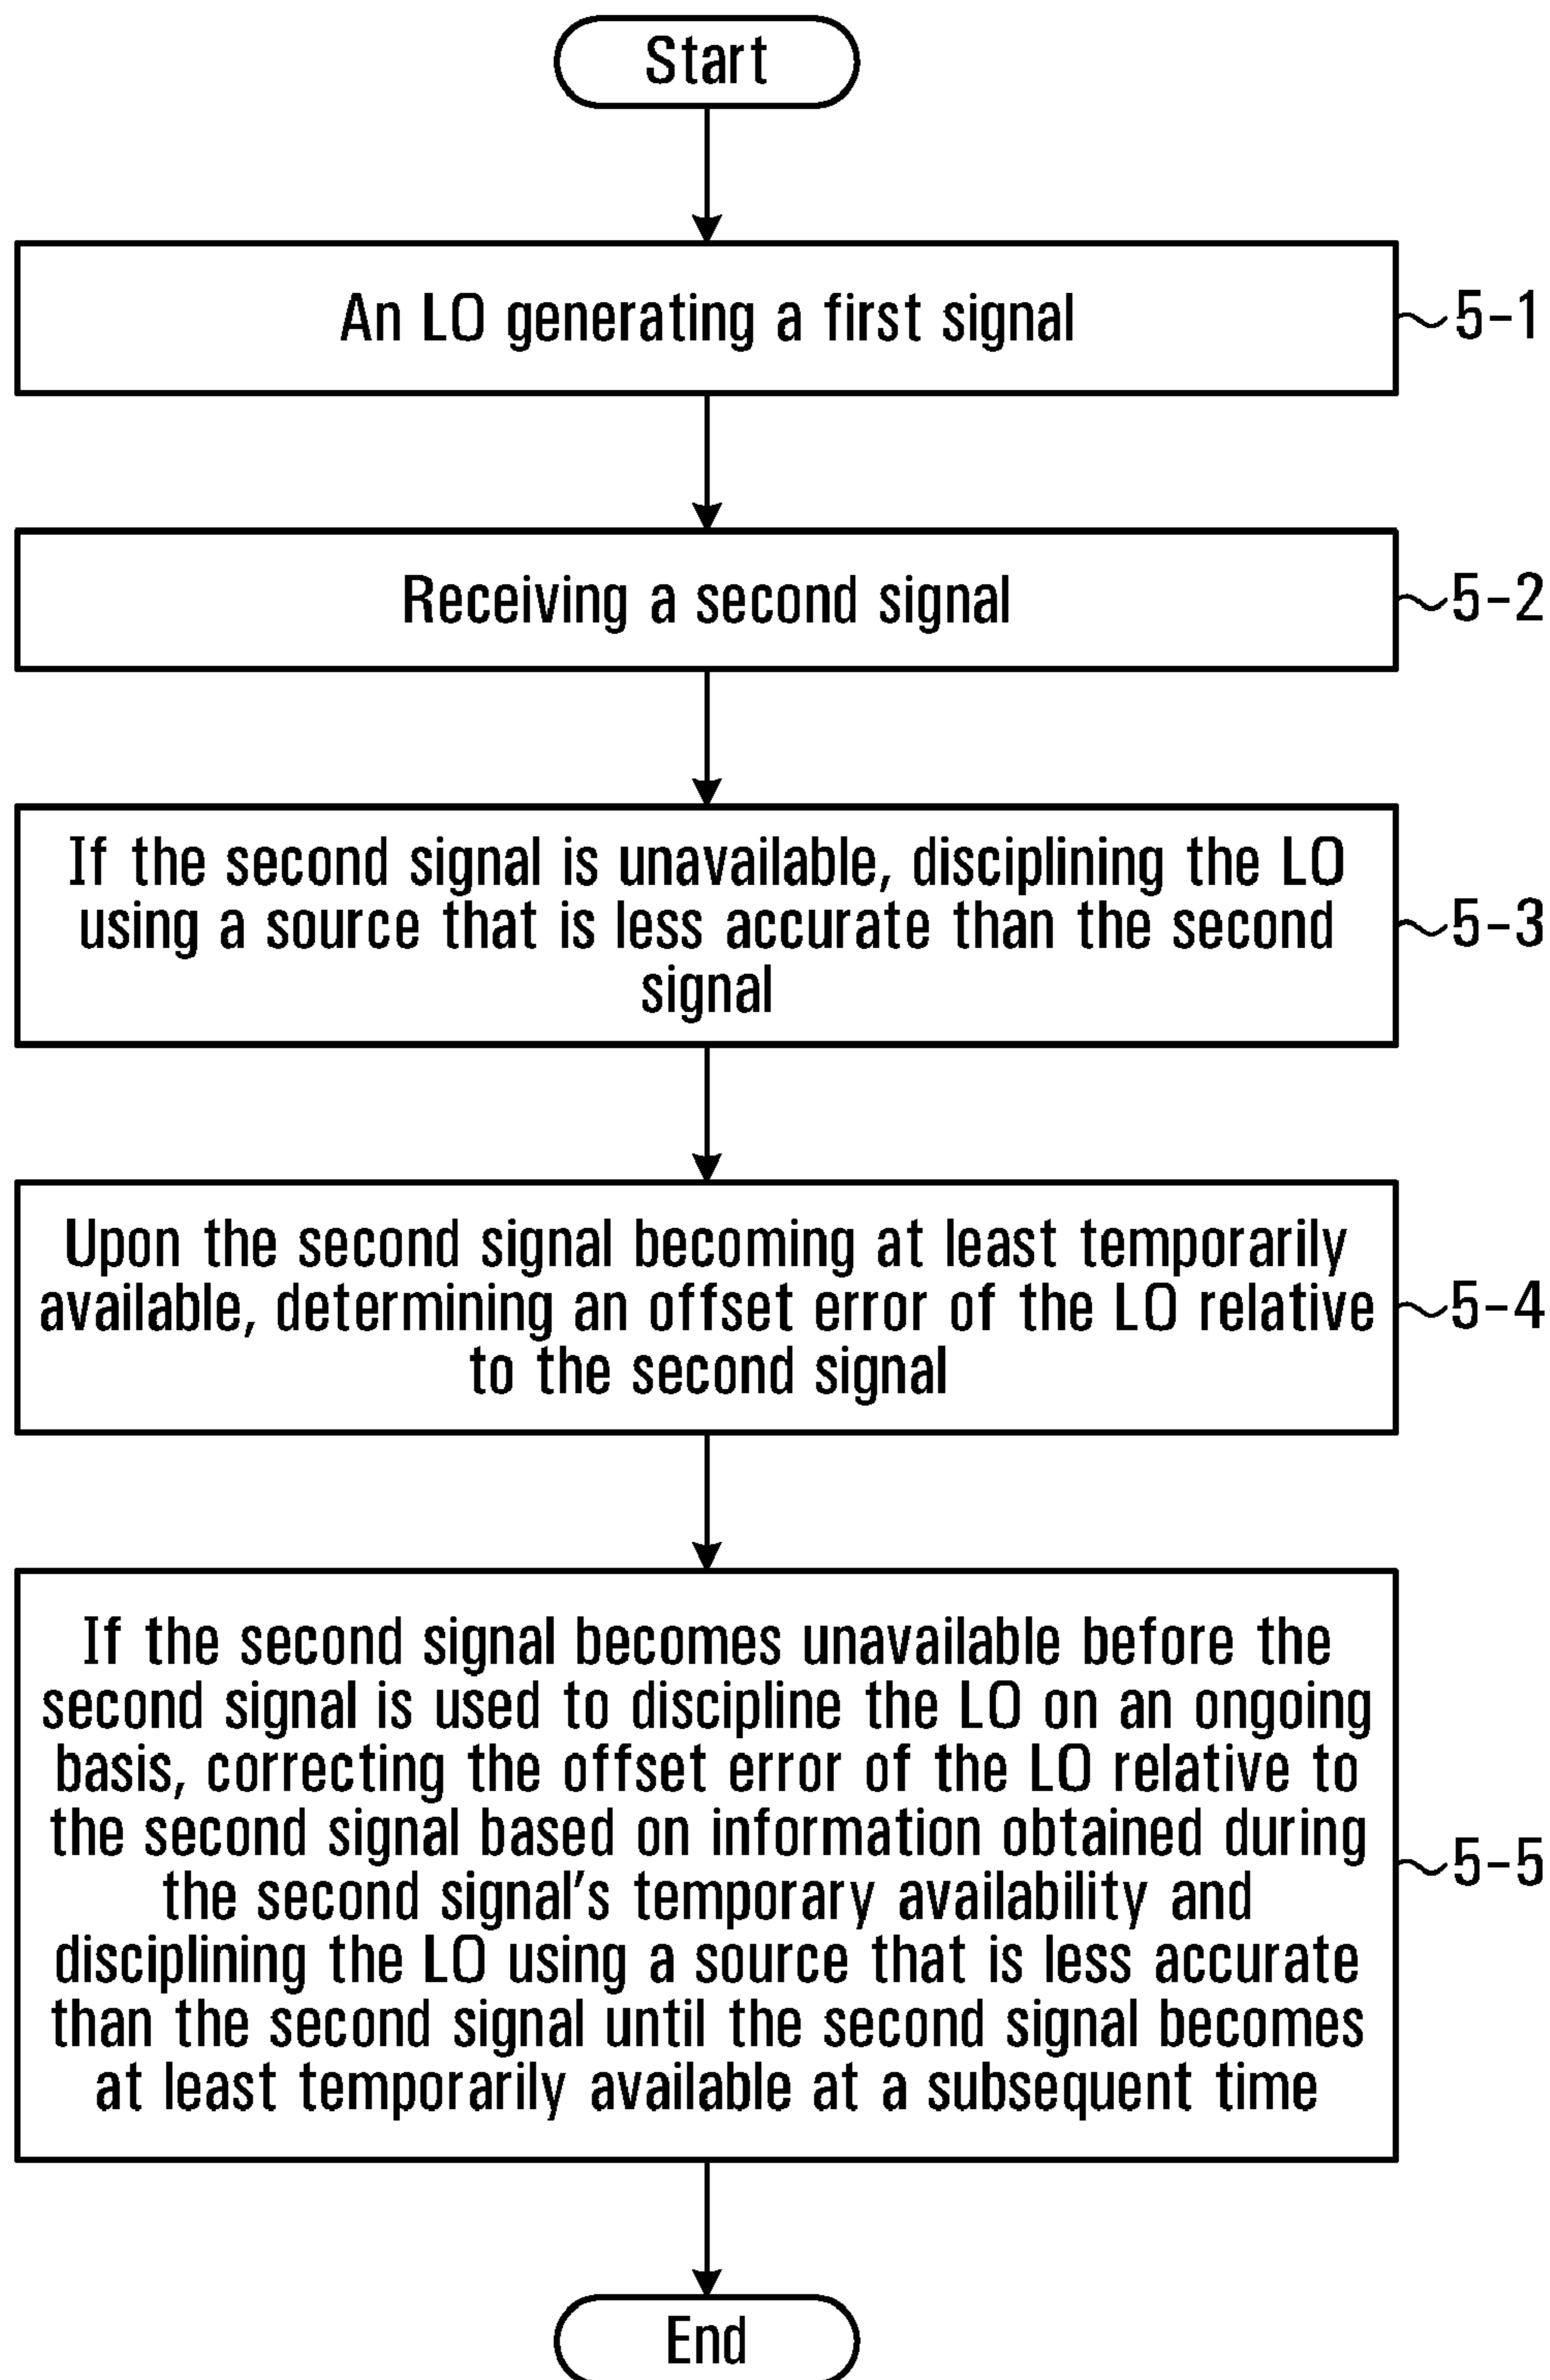 Start
An LO generating a first signal
5-1
Receiving a second signal
5-2
If the second signal is unavailable, disciplining the LO
using a source that is less accurate than the second
signal
5-3
Upon the second signal becoming at least temporarily
available, determining an offset error of the LO relative
to the second signal
5-4
If the second signal becomes unavailable before the
second signal is used to discipline the LO on an ongoing
basis, correcting the offset error of the LO relative to
the second signal based on information obtained during
the second signal's temporary availability and
disciplining the LO using a source that is less accurate
than the second signal until the second signal becomes
at least temporarily available at a subsequent time
5-5
End